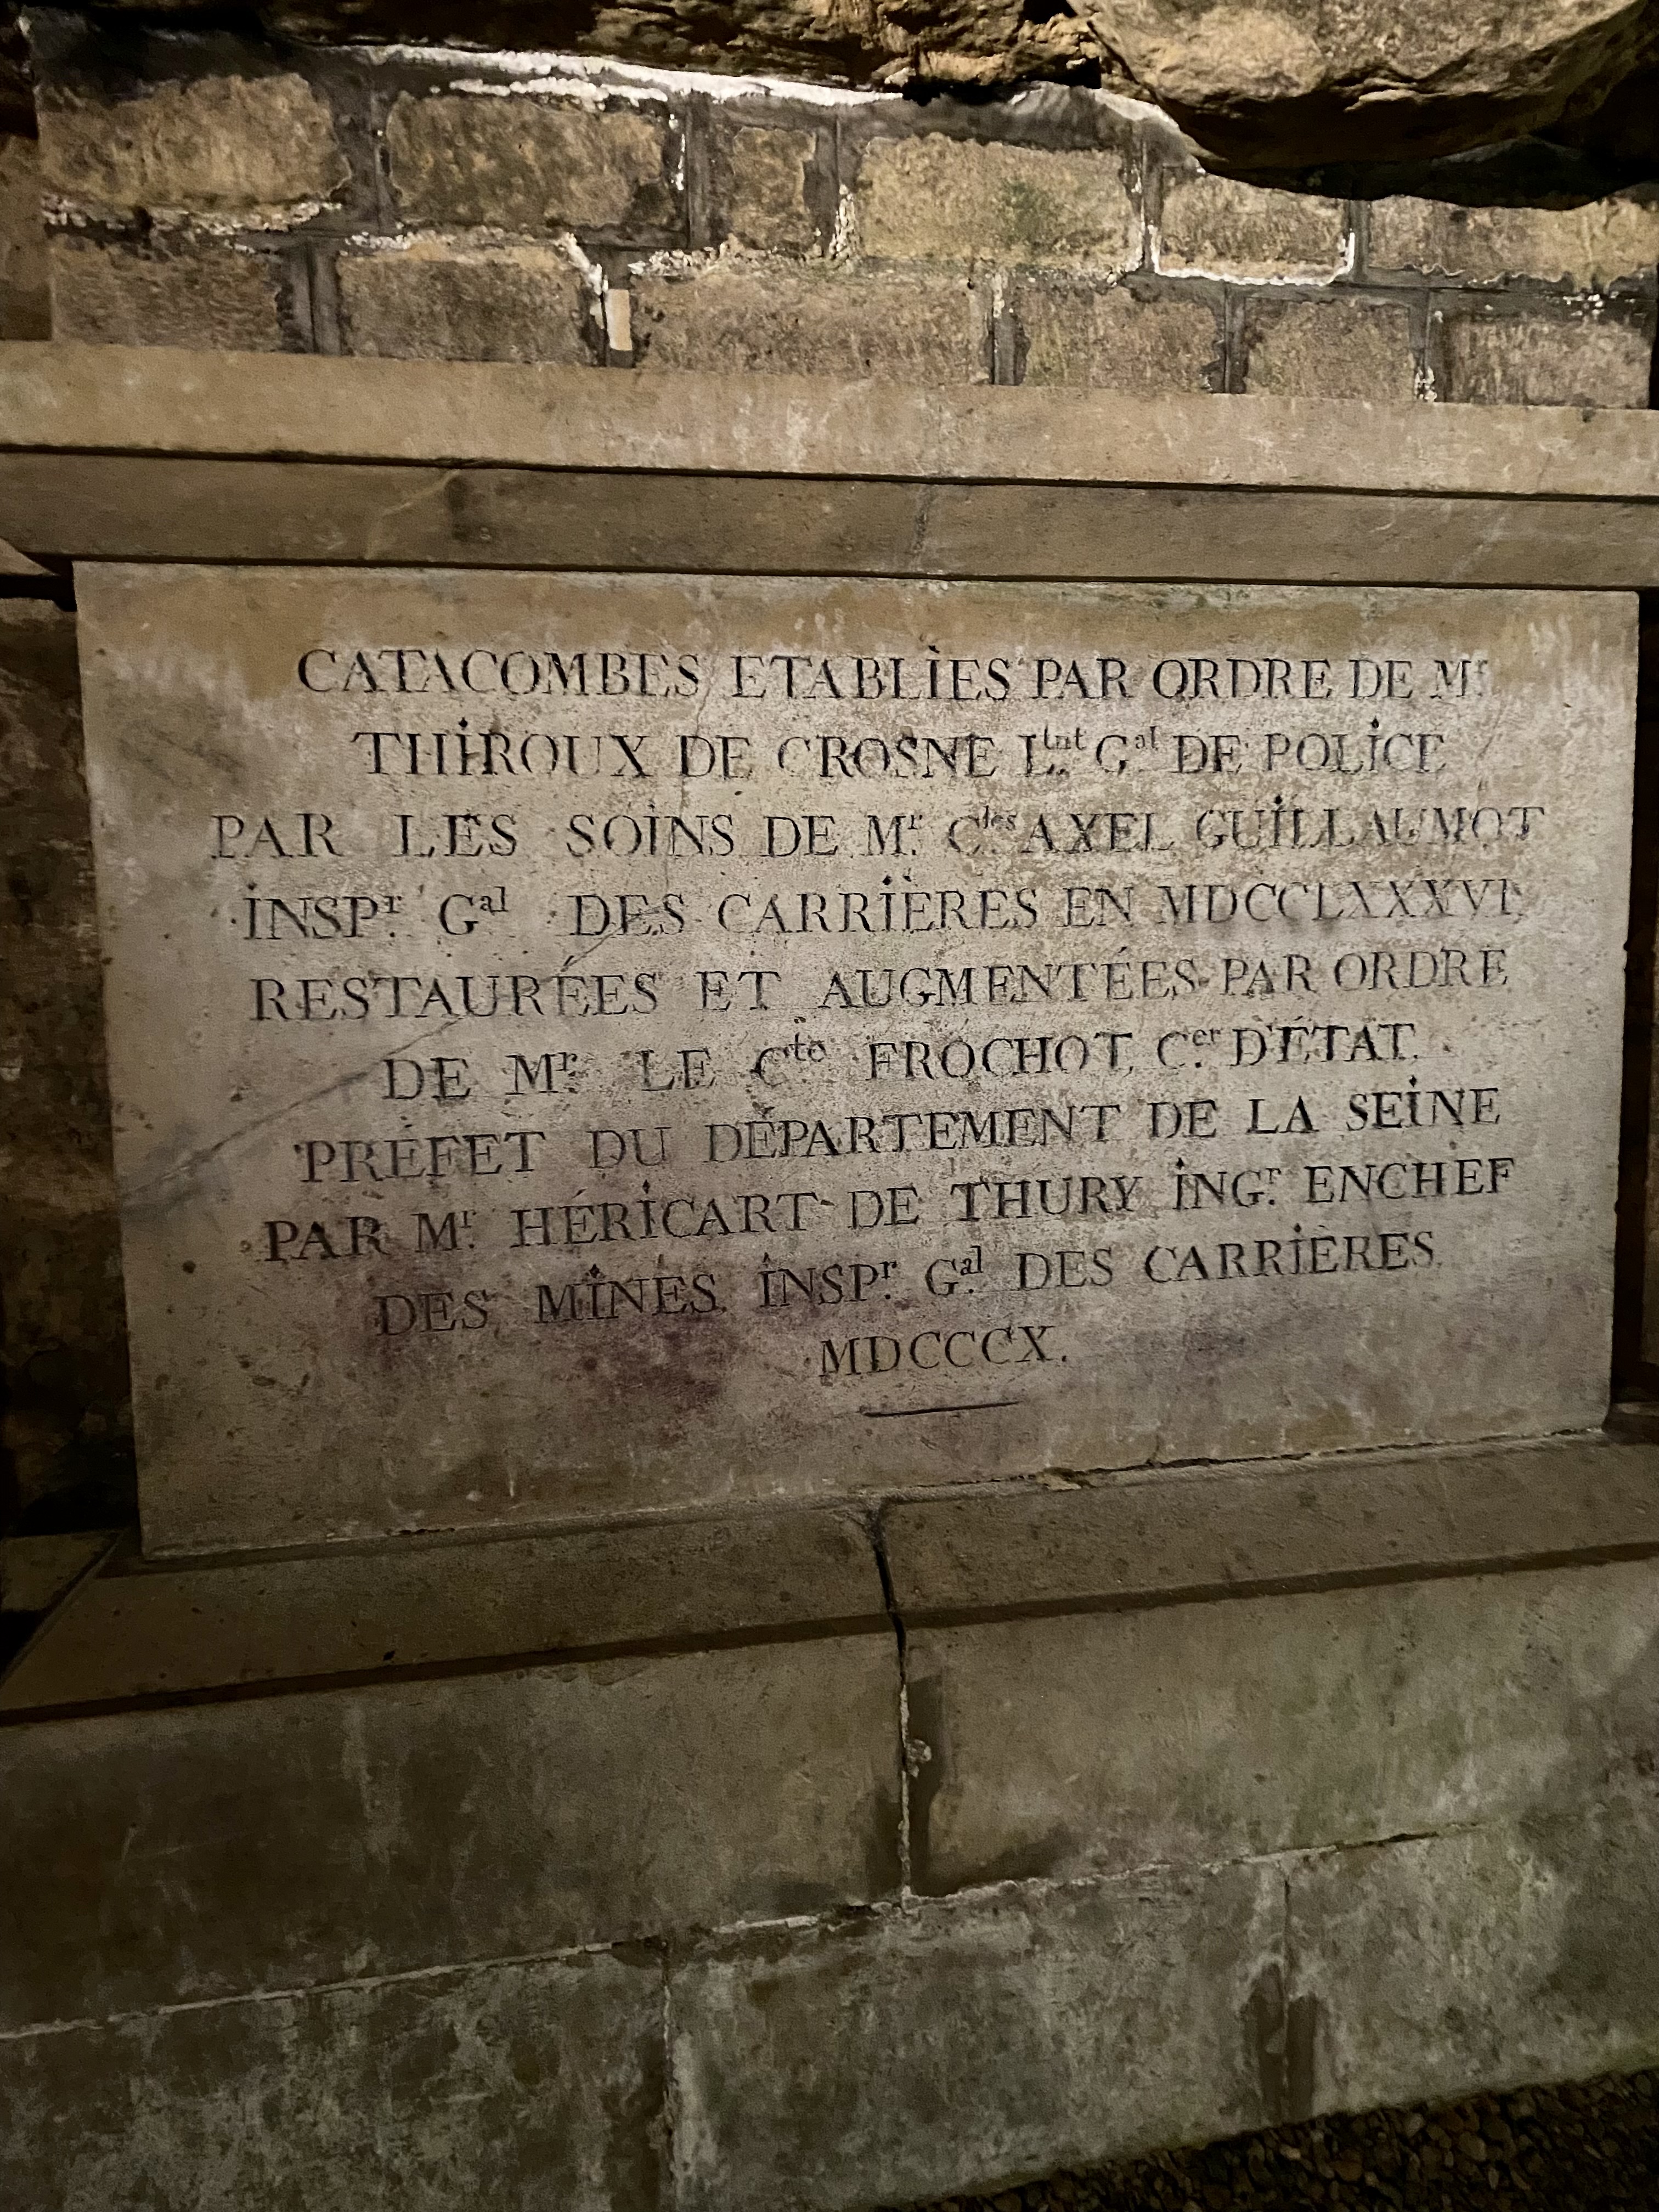 CATACOMBES ETABLIES PAR ORDRE DE Mr.
THIROUX DE CROSNE Ltnt. Gal DE POLICE
PAR LES SOINS DE Mr. Cles AXEL GUILLAUMOT
INSPr. Gal DES CARRIÈRES EN MDCCLXXXVI,
RESTAURÉES ET AUGMENTÉES PAR ORDRE
DE Mr. LE Cte FROCHOT, Cer D'ÉTAT.
PRÉFET DU DÉPARTEMENT DE LA SEINE
PAR Mr. HÉRICART DE THURY INGr. ENCHEF
DES MINES, INSPr. Gal DES CARRIÈRES.
MDCCCX.